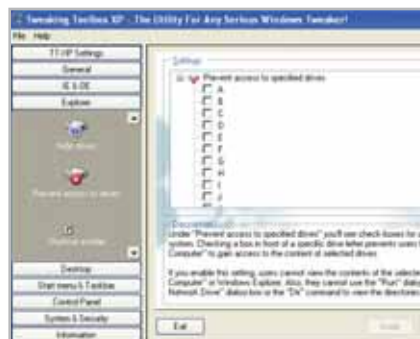 Tweaking Toolbox XP - The Utility For Any Serious Windows Tweaker!
File Help
TT-XP Settings
General
IE & OE
Explorer
Hide drives
Prevent access to drives
Shortcut
Desktop
Start menu & Taskbar
Control Panel
System & Security
Information
Settings
Prevent access to specified drives
A
B
C
D
E
F
G
H
I
J
Under "Prevent access to specified drives" you'll see check-boxes for
system. Checking a box in front of a specific drive letter prevents users
Computer" to gain access to the content of selected drives
If you enable this setting, users cannot view the contents of the selected
Computer" or Windows Explorer. Also, they cannot use the "Run" dialog
Network Drive" dialog box or the "Dir" command to view the directories
Exit